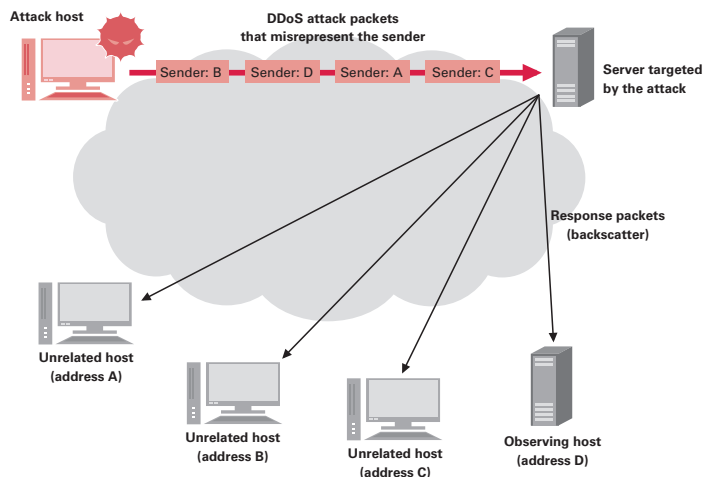 Attack host
DDoS attack packets
that misrepresent the sender
Sender: B
Sender: D
Sender: A
Sender: C
Server targeted
by the attack
Response packets
(backscatter)
Unrelated host
(address A)
Unrelated host
(address B)
Unrelated host
(address C)
Observing host
(address D)